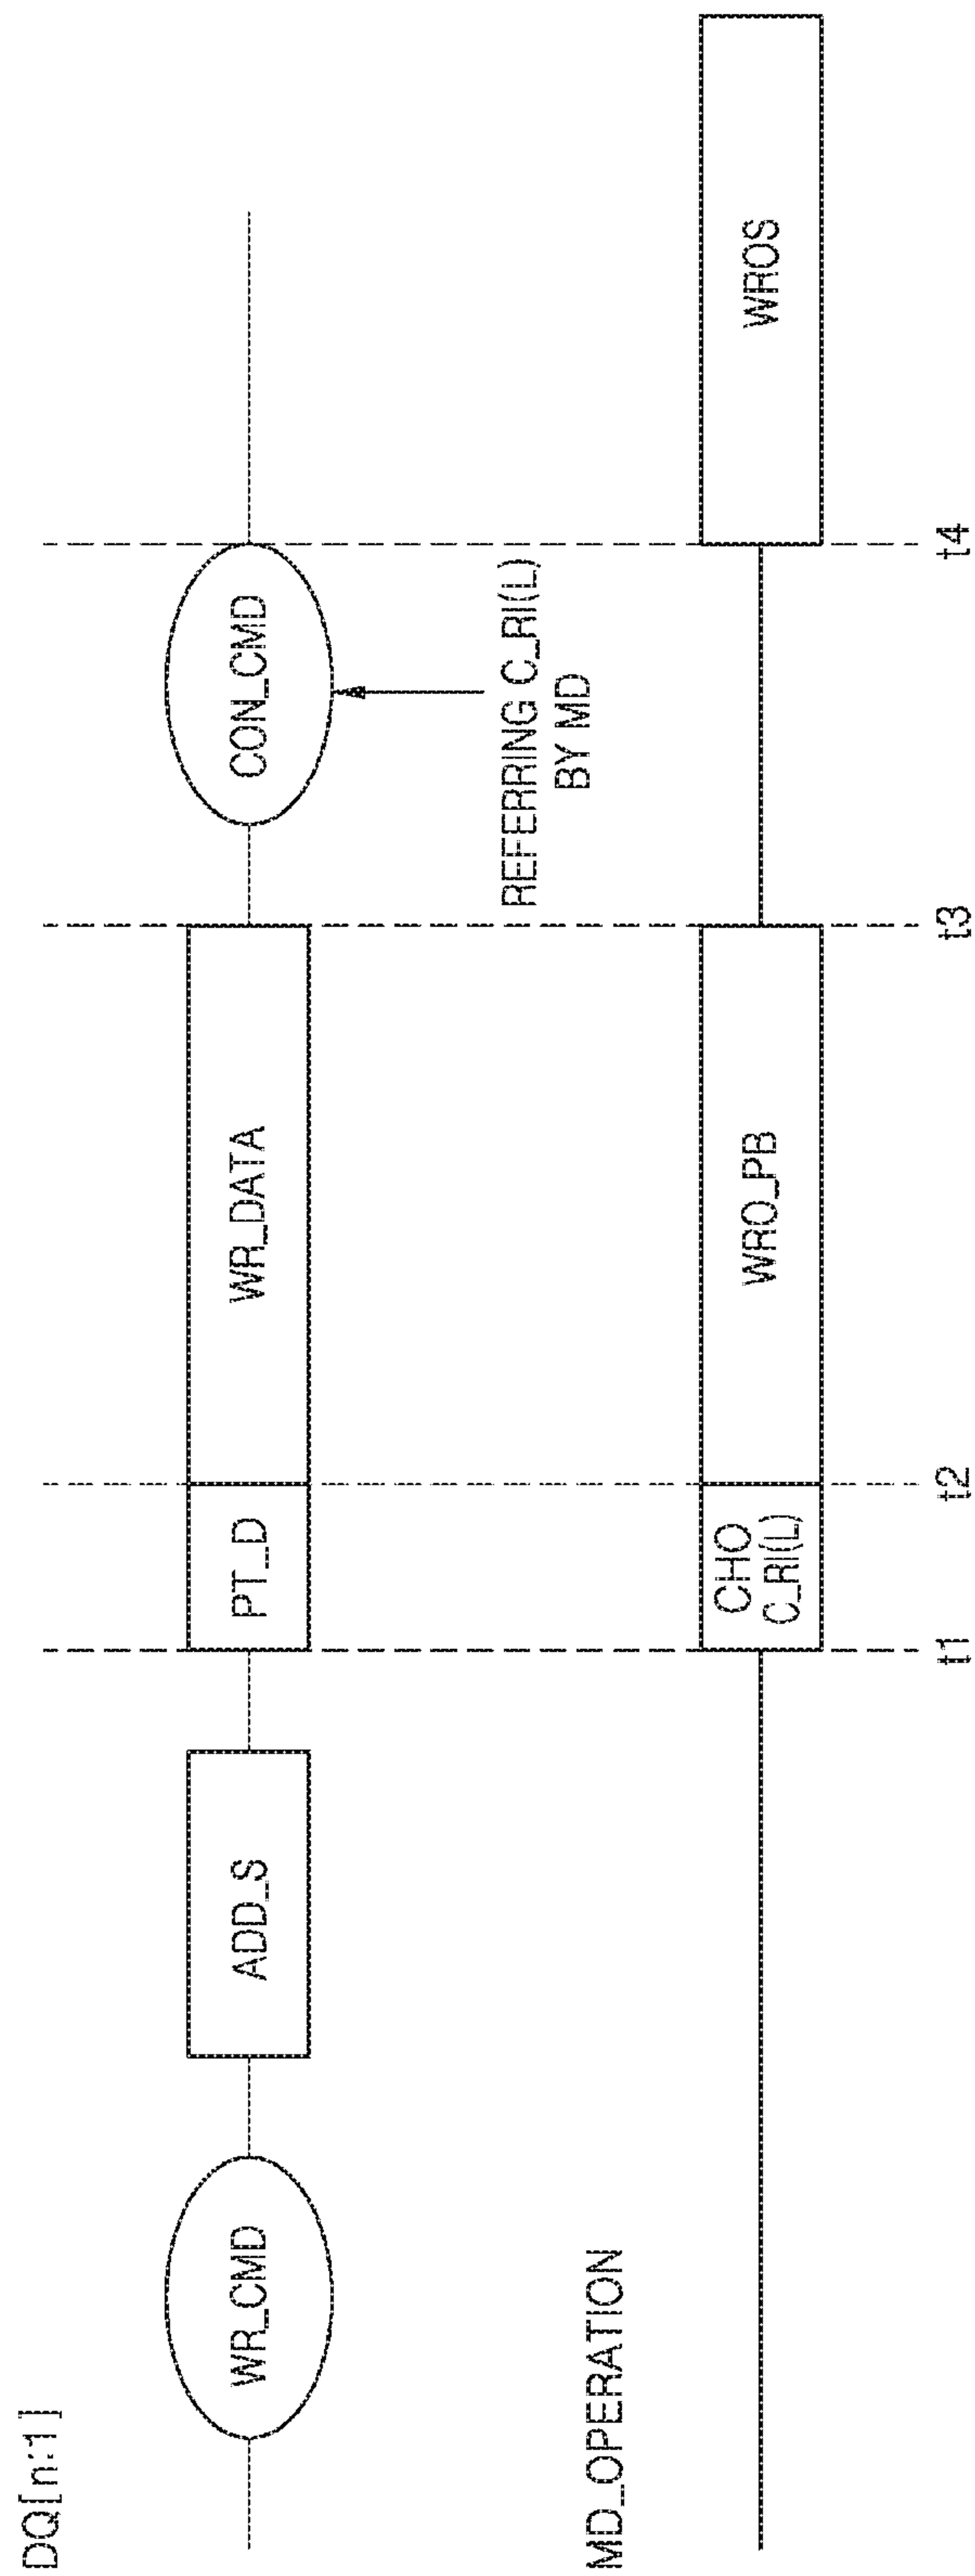 DQ[n:1]
WR_CMD
ADD_S
PT_D
WR_DATA
CON_CMD
REFERRING C_RI(L)
BY MD
MD_OPERATION
CHO
C_RI(L)
WRO_PB
WROS
t1
t2
t3
t4